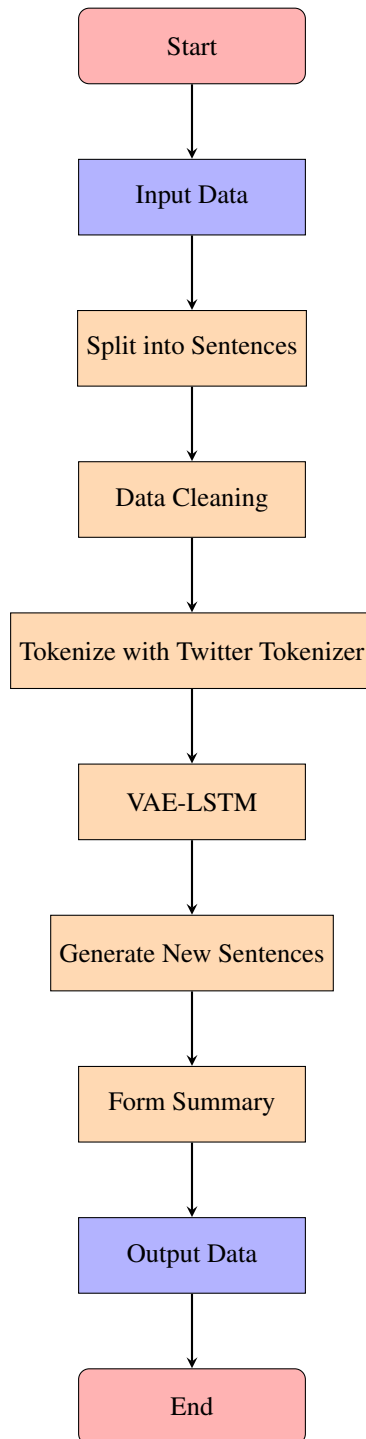 Start
Input Data
Split into Sentences
Data Cleaning
Tokenize with Twitter Tokenizer
VAE-LSTM
Generate New Sentences
Form Summary
Output Data
End